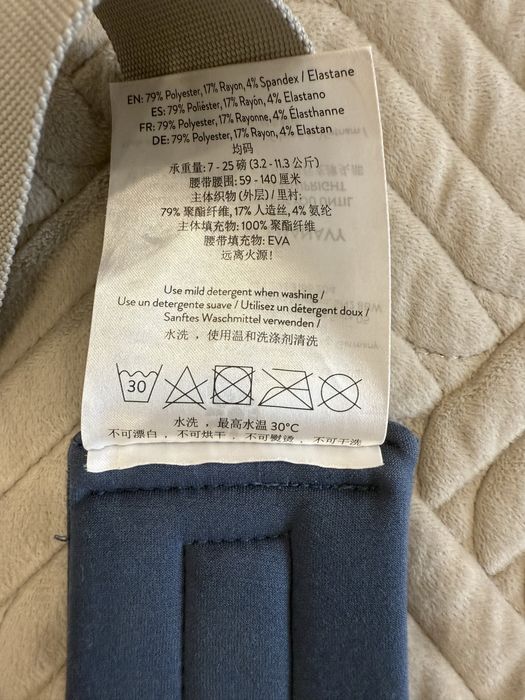 EN: 79% Polyester, 17% Rayon, 4% Spandex / Elastane
ES: 79% Poliéster, 17% Rayón, 4% Elastano
FR: 79% Polyester, 17% Rayonne, 4% Élasthanne
DE: 79% Polyester, 17% Rayon, 4% Elastan
均码
承重量: 7 - 25 磅 (3.2 - 11.3 公斤)
腰带腰围: 59 - 140 厘米
主体织物 (外层) / 里衬:
79% 聚酯纤维, 17% 人造丝, 4% 氨纶
主体填充物: 100% 聚酯纤维
腰带填充物: EVA
远离火源!
Use mild detergent when washing /
Use un detergente suave / Utilisez un détergent doux /
Sanftes Waschmittel verwenden /
水洗，使用温和洗涤剂清洗
30
水洗，最高水温 30°C
不可漂白，不可烘干，不可熨烫，不可干洗